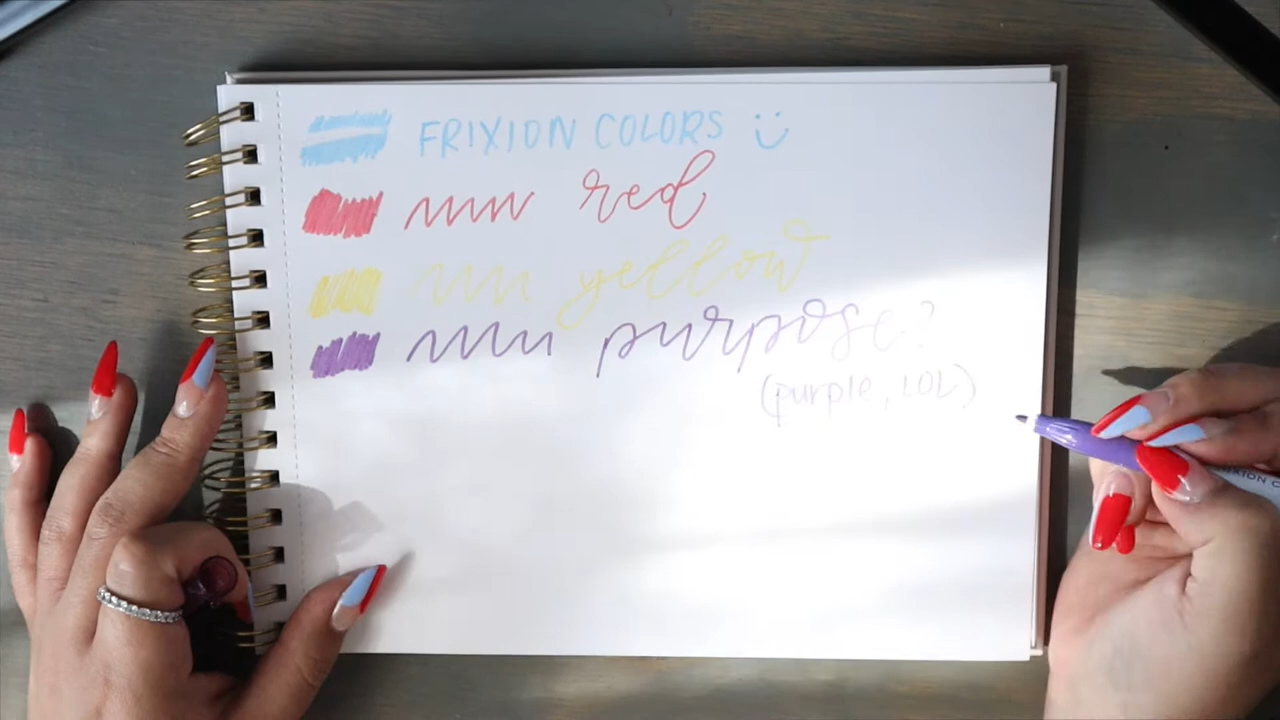 FRIXION COLORS
red
yellow
purpose?
(purple, LOL)